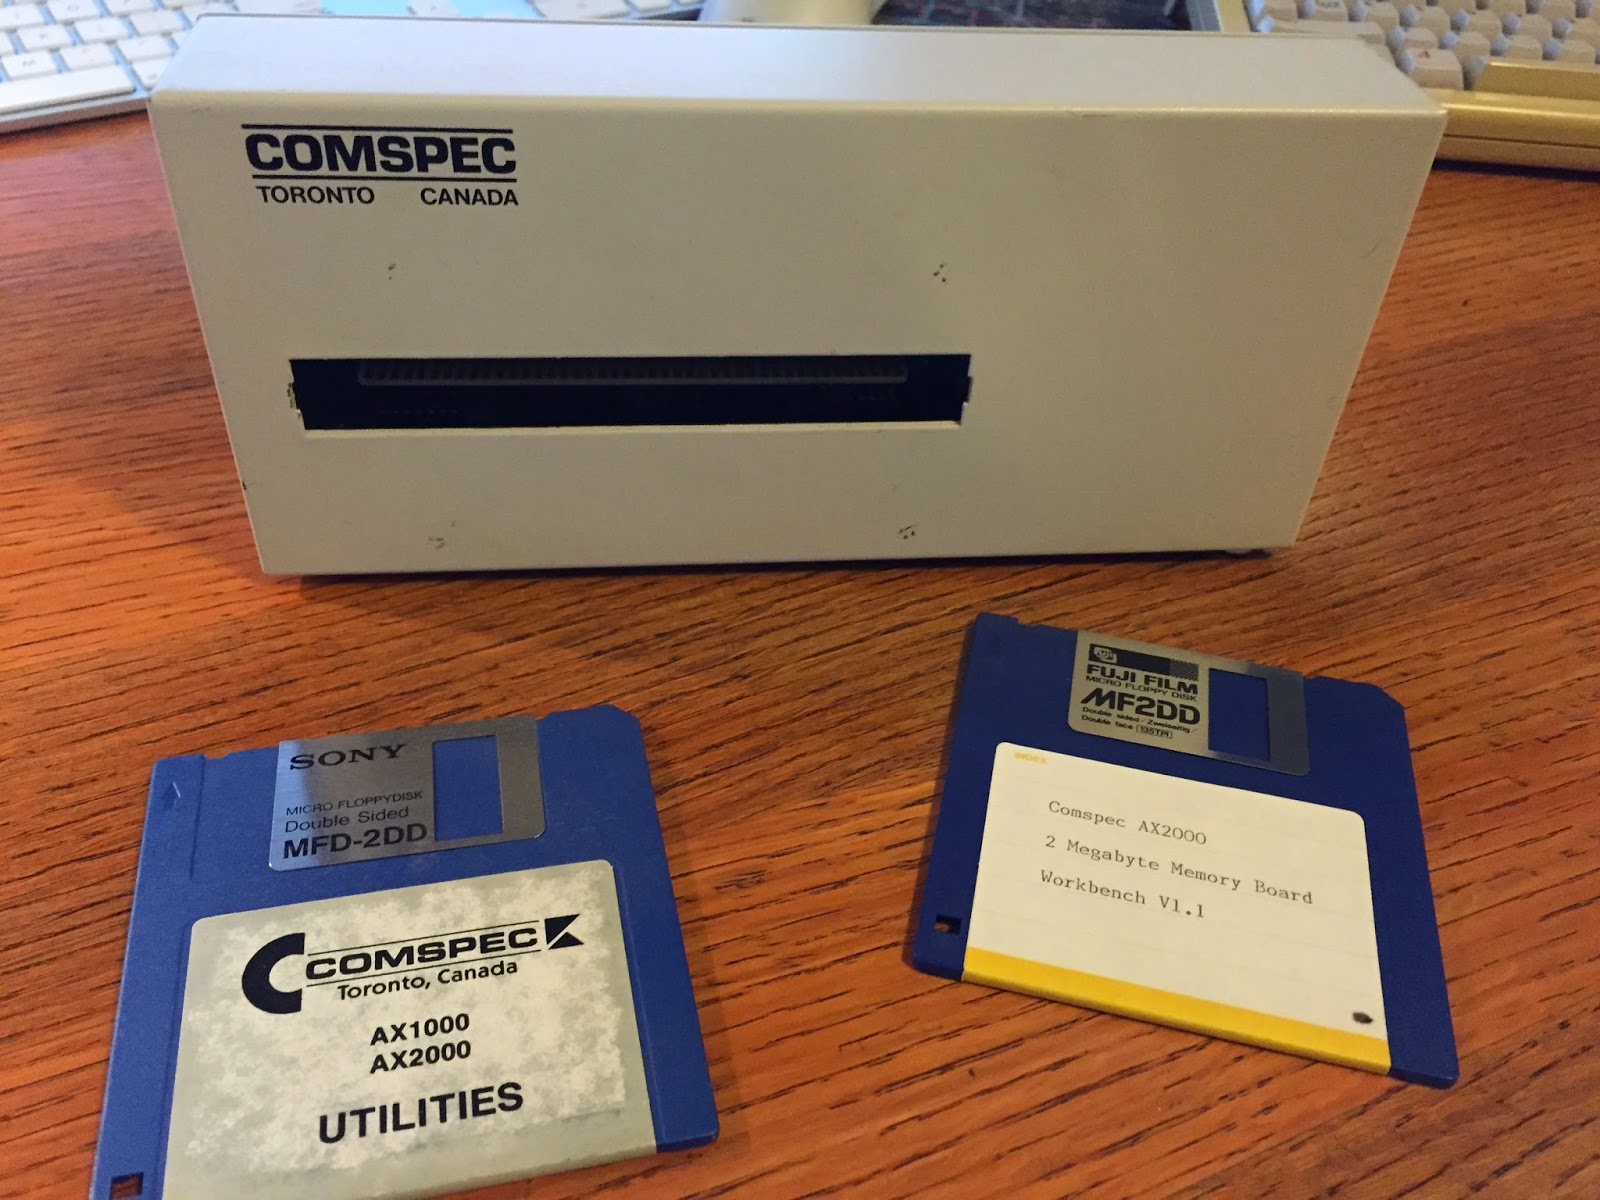 COMSPEC
TORONTO CANADA
SONY
MICRO FLOPPYDISK
Double Sided
MFD-2DD
COMSPEC
Toronto, Canada
AX1000
AX2000
UTILITIES
FUJI FILM
MICRO FLOPPY DISK
MF2DD
Double sided / Zweiseitig /
Double face 135TPI
INDEX
Comspec AX2000
2 Megabyte Memory Board
Workbench V1.1